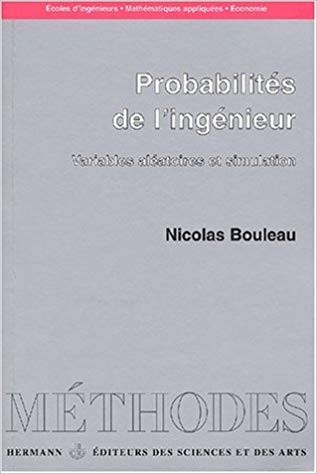 Écoles d'ingénieurs • Mathématiques appliquées • Économie
Probabilités
de l'ingénieur
Variables aléatoires et simulation
Nicolas Bouleau
MÉTHODES
HERMANN ÉDITEURS DES SCIENCES ET DES ARTS